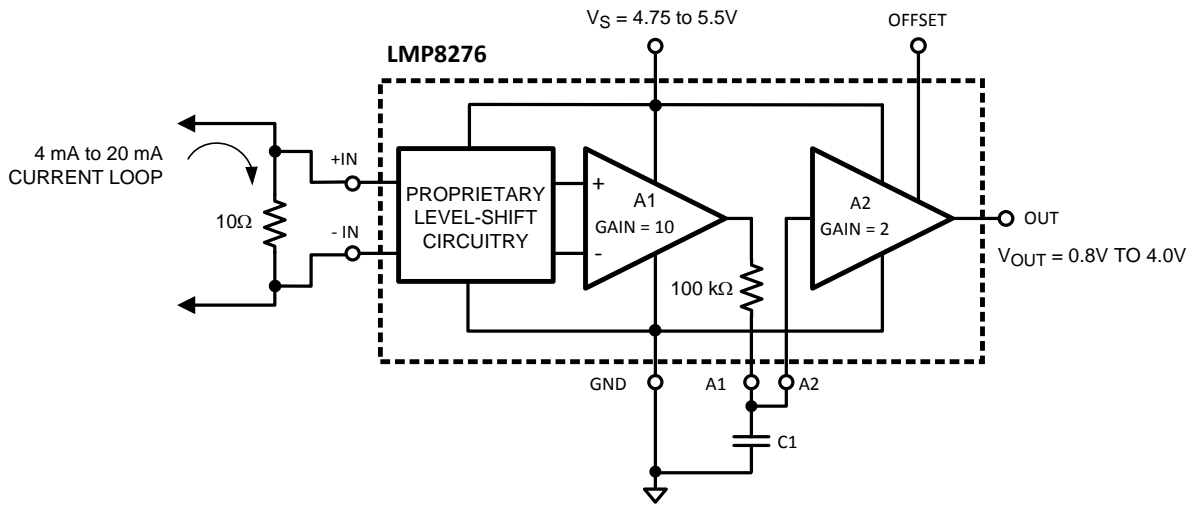 V_S = 4.75 to 5.5V
OFFSET
LMP8276
4 mA to 20 mA
CURRENT LOOP
+IN
10Ω
- IN
PROPRIETARY
LEVEL-SHIFT
CIRCUITRY
+
-
A1
GAIN = 10
A2
GAIN = 2
OUT
V_OUT = 0.8V TO 4.0V
100 kΩ
GND
A1
A2
C1